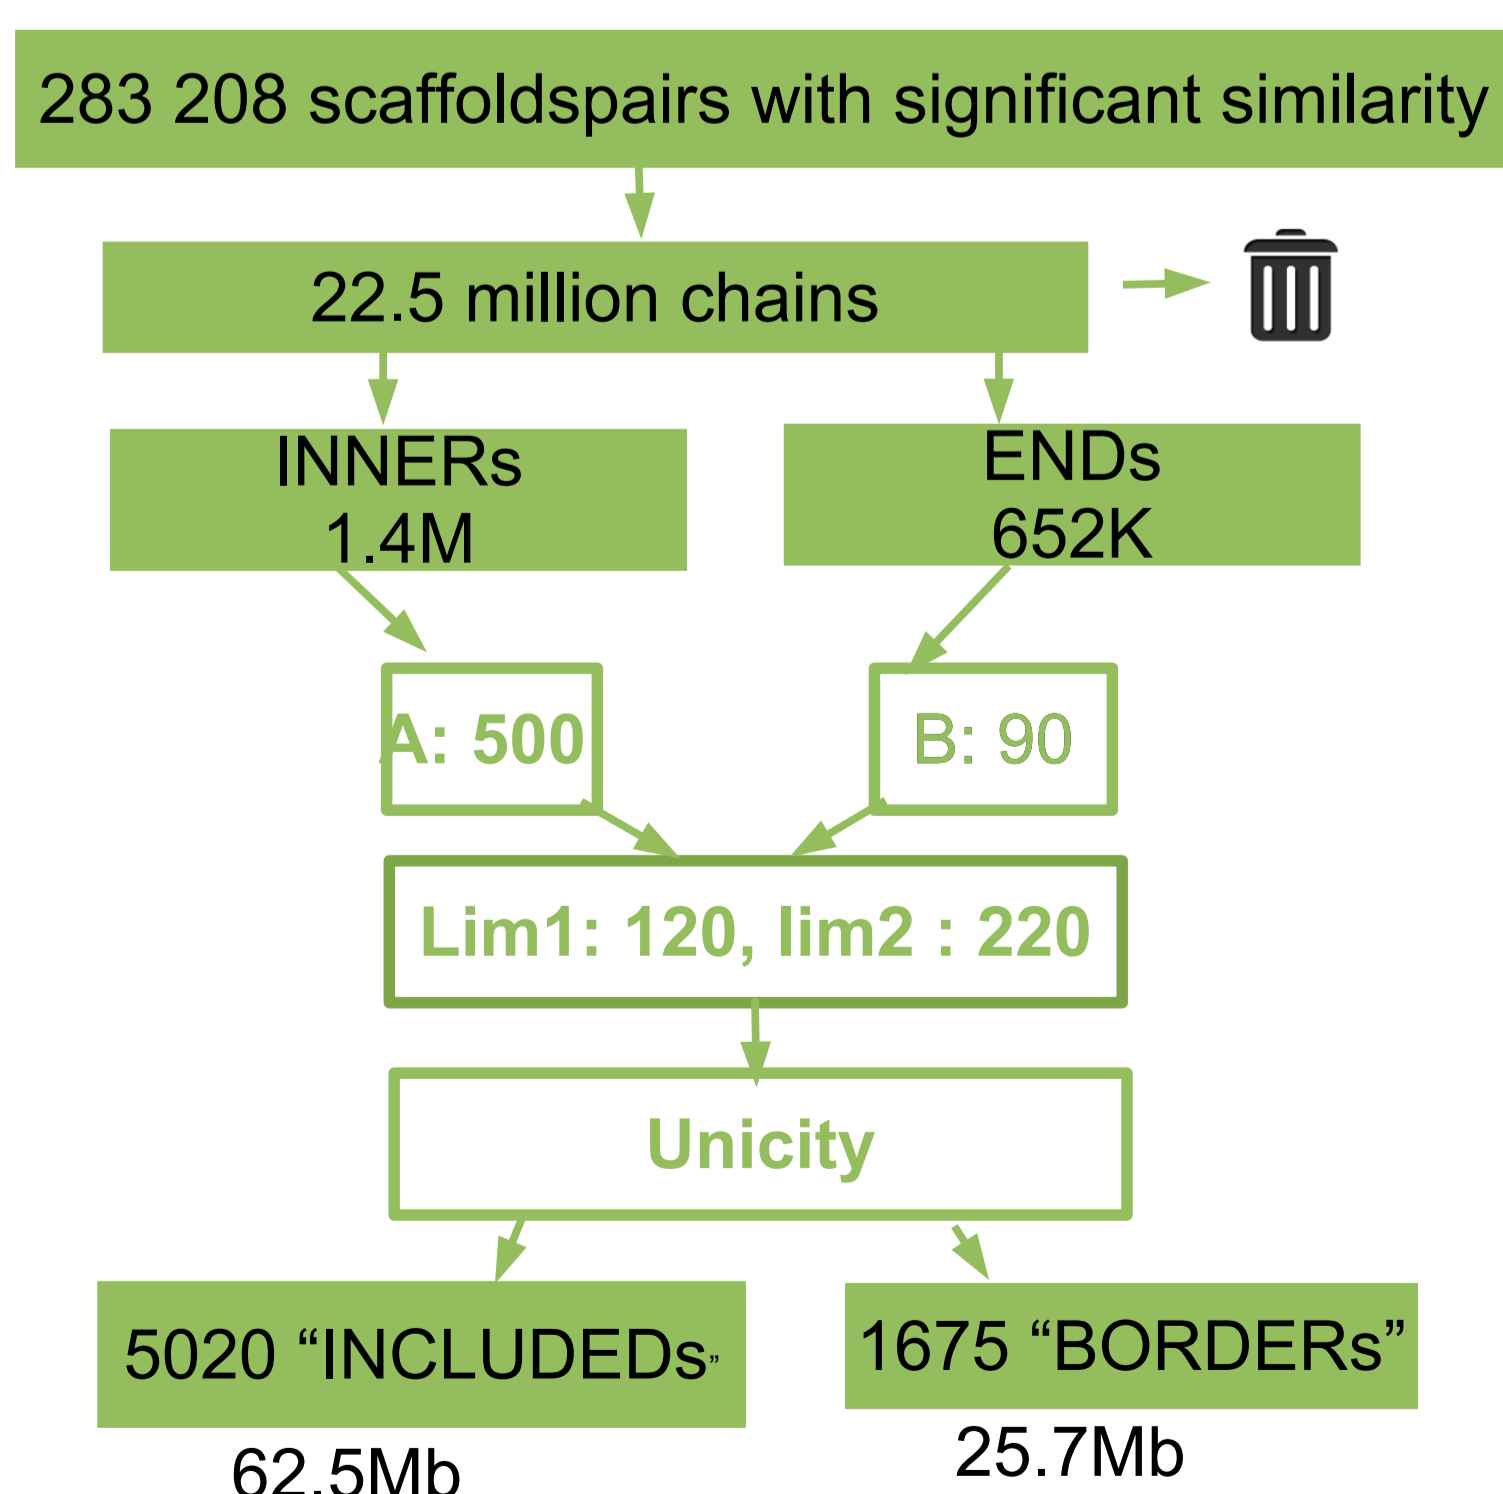 283 208 scaffoldspairs with significant similarity
22.5 million chains
INNERs
1.4M
ENDs
652K
A: 500
B: 90
Lim1: 120, lim2 : 220
Unicity
5020 “INCLUDEDs”
1675 “BORDERs”
62.5Mb
25.7Mb